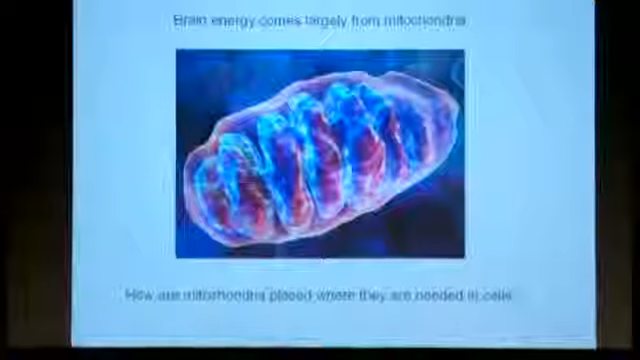 Brain energy comes largely from mitochondria
How are mitochondria placed where they are needed in cells